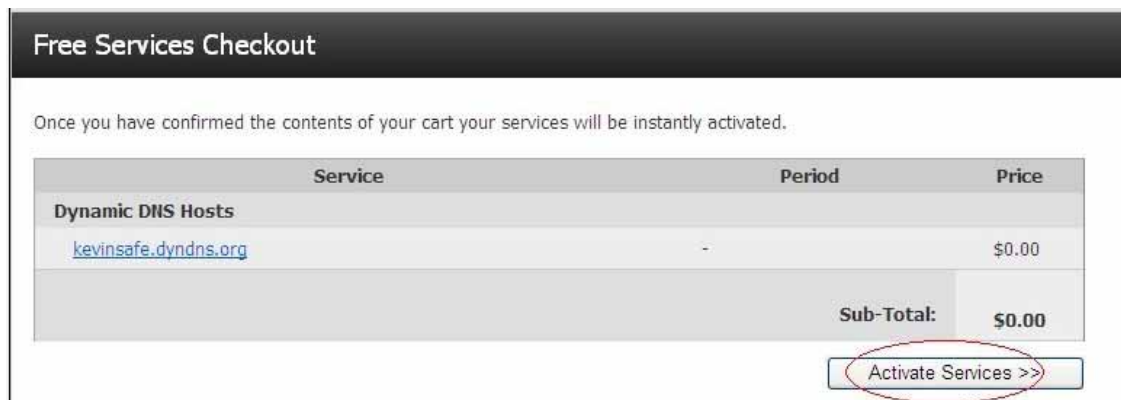 Free Services Checkout
Once you have confirmed the contents of your cart your services will be instantly activated.
Service Period Price
Dynamic DNS Hosts
kevinsafe.dyndns.org - $0.00
Sub-Total: $0.00
Activate Services >>